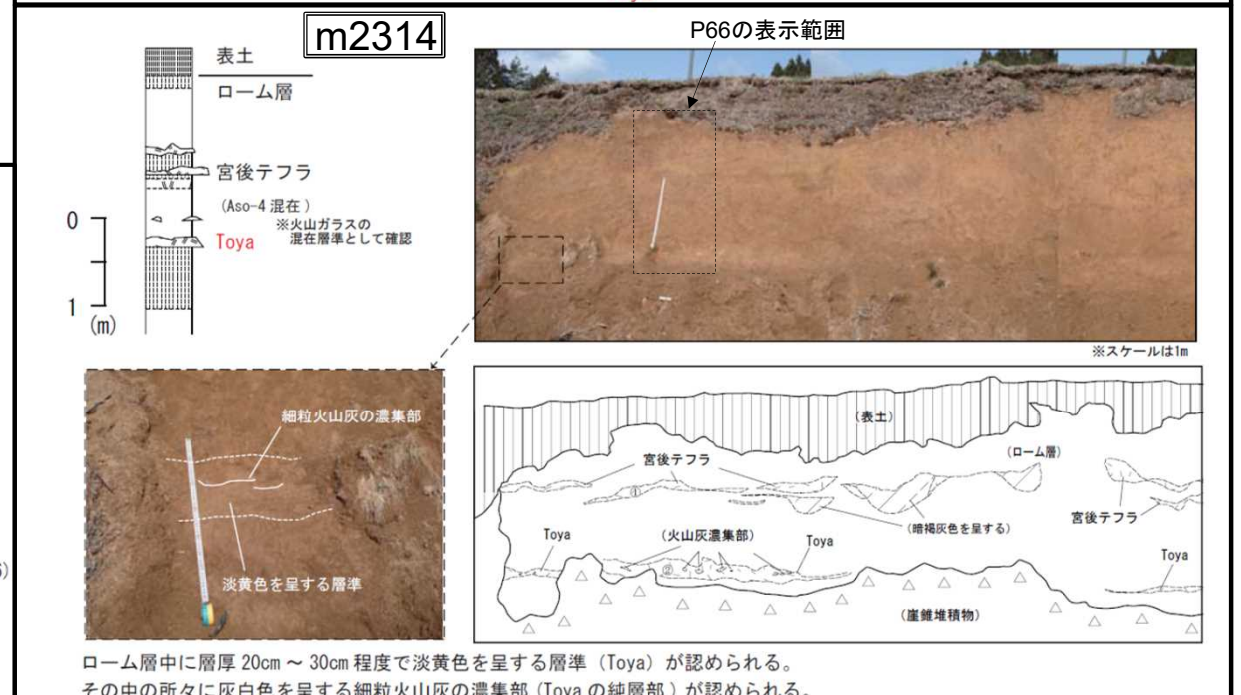 m2314
P66の表示範囲
表土
ローム層
宮後テフラ
(Aso-4 混在 )
※火山ガラスの
混在層準として確認
Toya
0
1
(m)
※スケールは1m
細粒火山灰の濃集部
淡黄色を呈する層準
(表土)
(ローム層)
宮後テフラ
①
(暗褐灰色を呈する)
宮後テフラ
Toya
(火山灰濃集部)
Toya
②
Toya
(崖錐堆積物)
ローム層中に層厚 20cm ～ 30cm 程度で淡黄色を呈する層準（Toya）が認められる。
その中の所々に灰白色を呈する細粒火山灰の濃集部 (Toya の純層部 ) が認められる。